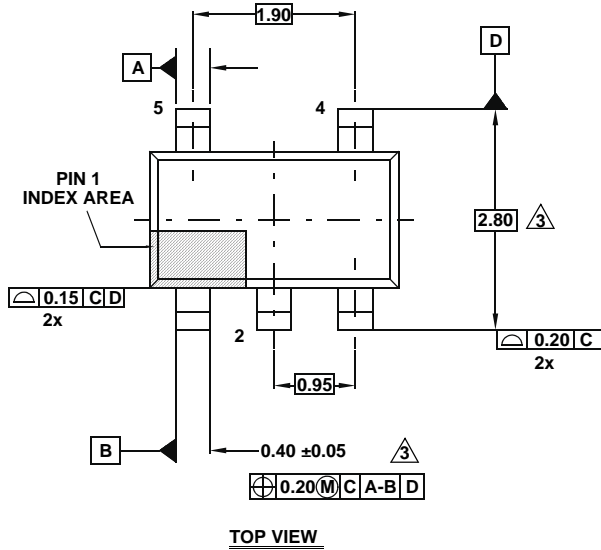 1.90
D
A
5
4
PIN 1
INDEX AREA
2.80 3
0.15 C D
2x
2
0.20 C
2x
0.95
B
0.40 ±0.05 3
0.20 M C A-B D
TOP VIEW